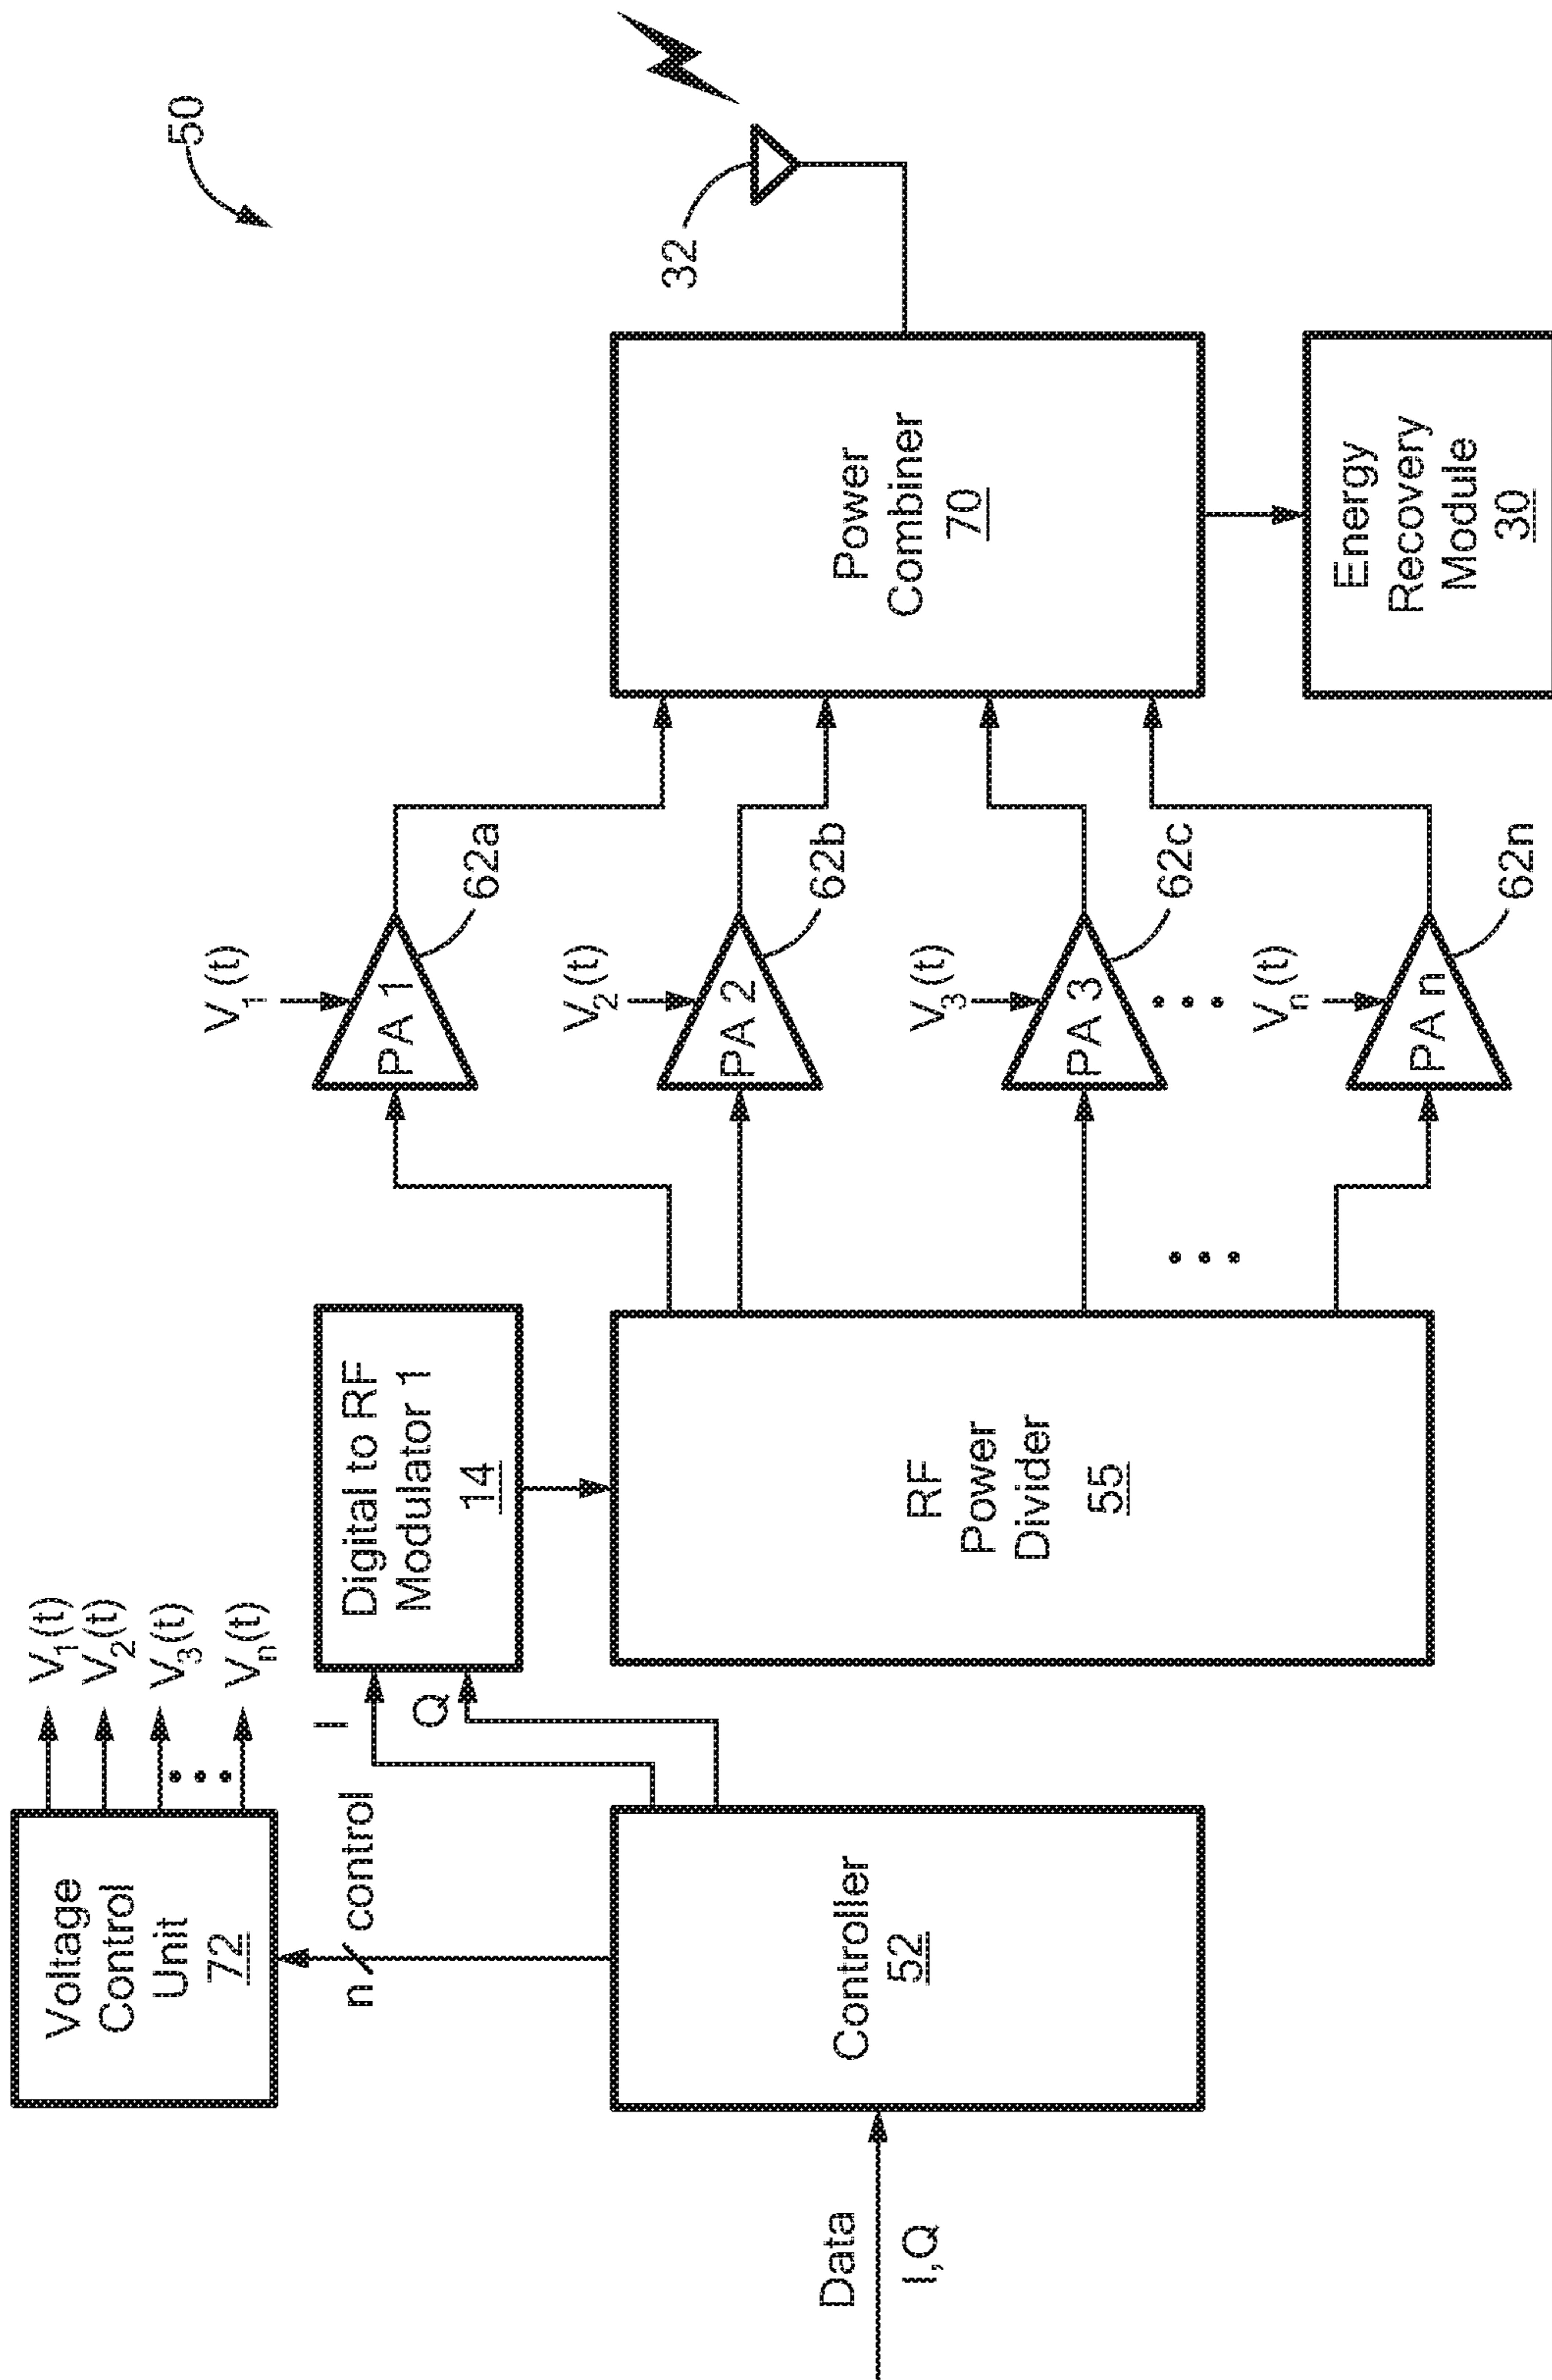 50
Voltage
Control
Unit
72
V1(t)
V2(t)
V3(t)
Vn(t)
n control
I
Q
Digital to RF
Modulator 1
14
Data
I,Q
Controller
52
RF
Power
Divider
55
V1(t)
PA 1
62a
V2(t)
PA 2
62b
V3(t)
PA 3
62c
Vn(t)
PA n
62n
Power
Combiner
70
32
Energy
Recovery
Module
30